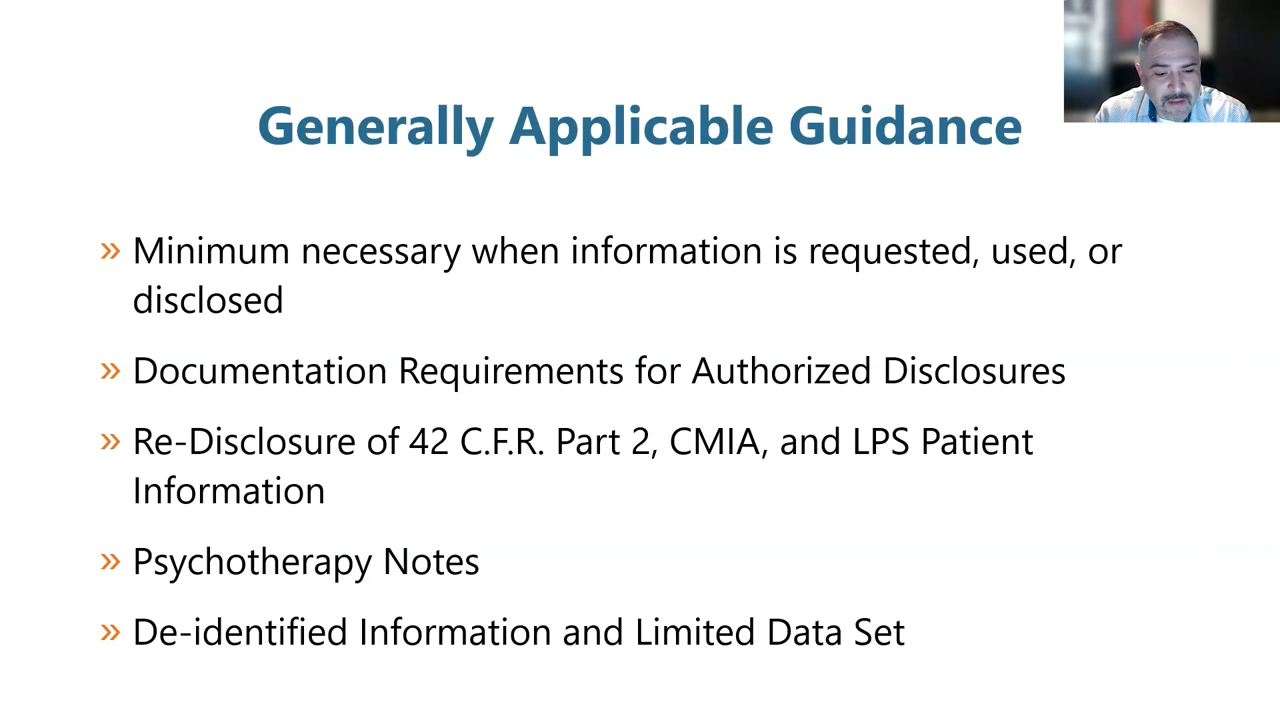 Generally Applicable Guidance
» Minimum necessary when information is requested, used, or
disclosed
» Documentation Requirements for Authorized Disclosures
» Re-Disclosure of 42 C.F.R. Part 2, CMIA, and LPS Patient
Information
» Psychotherapy Notes
» De-identified Information and Limited Data Set